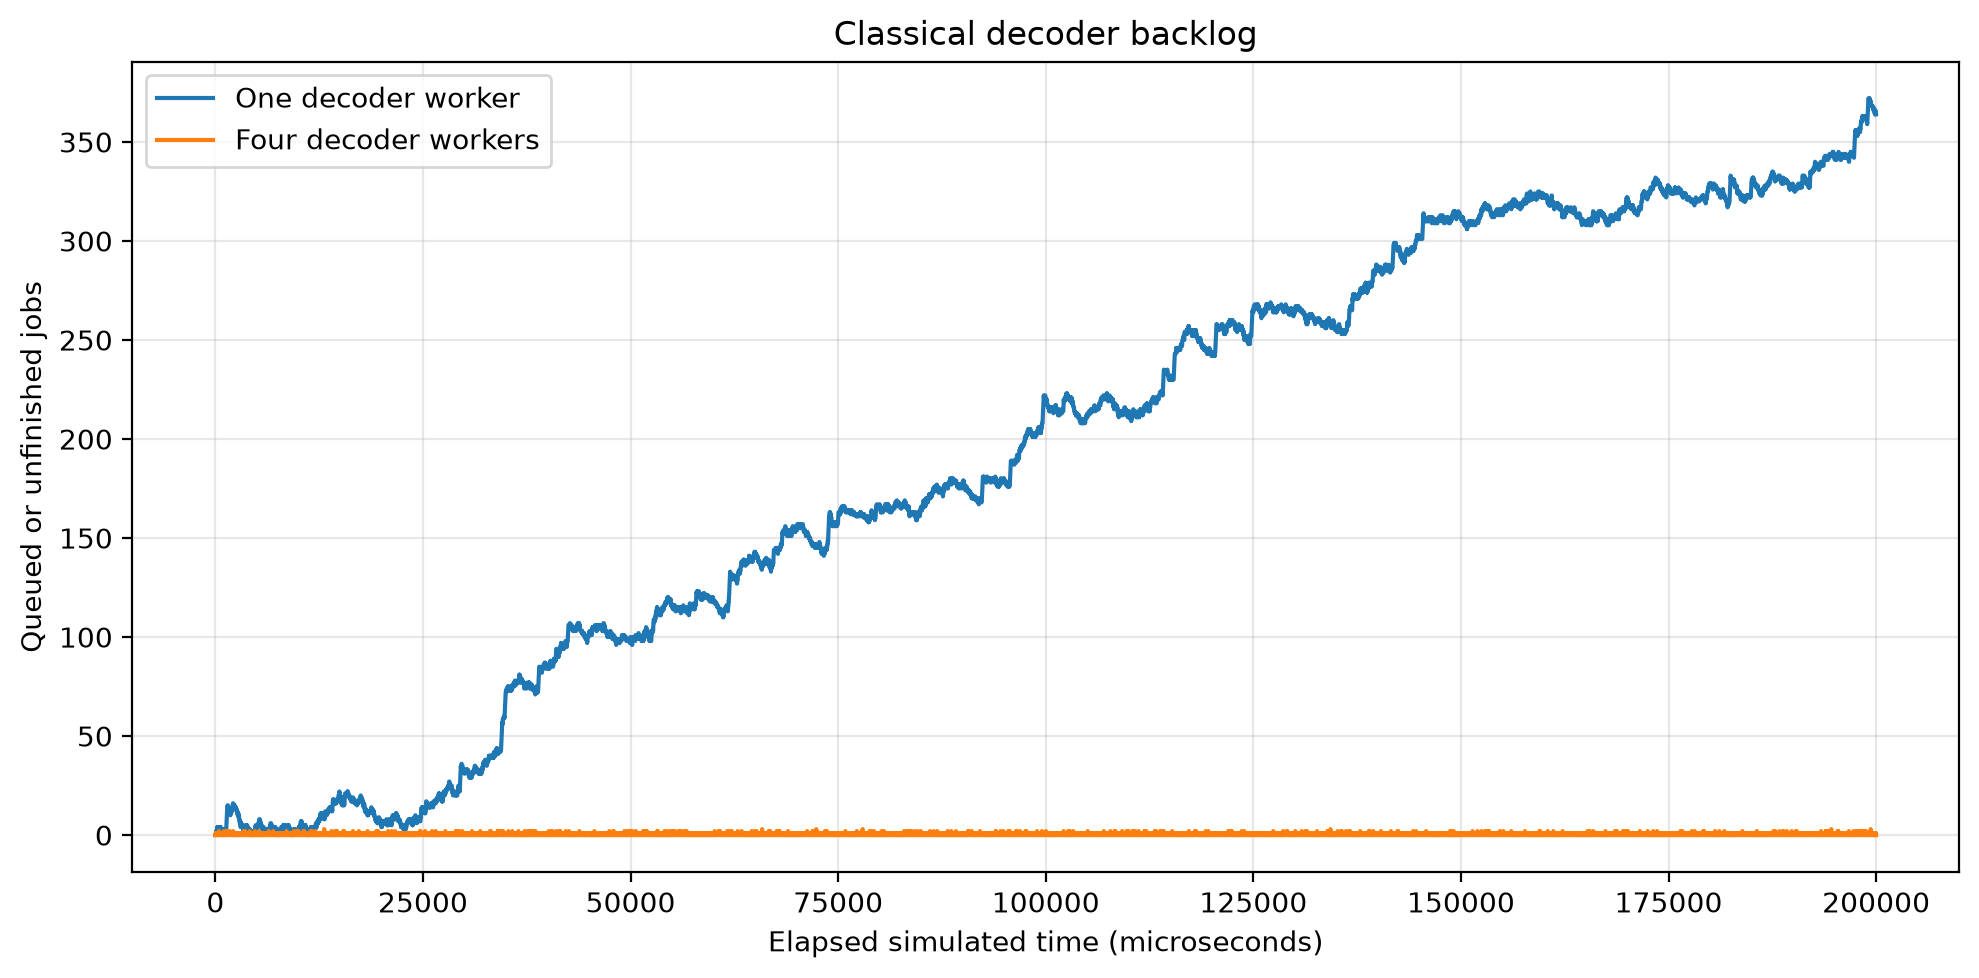 Classical decoder backlog
One decoder worker
Four decoder workers
Queued or unfinished jobs
350
300
250
200
150
100
50
0
0 25000 50000 75000 100000 125000 150000 175000 200000
Elapsed simulated time (microseconds)